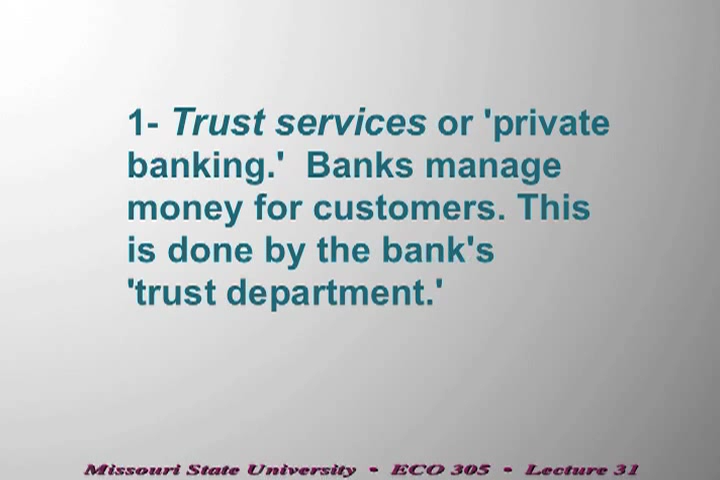 1- Trust services or 'private
banking.' Banks manage
money for customers. This
is done by the bank's
'trust department.'
Missouri State University • ECO 305 • Lecture 31